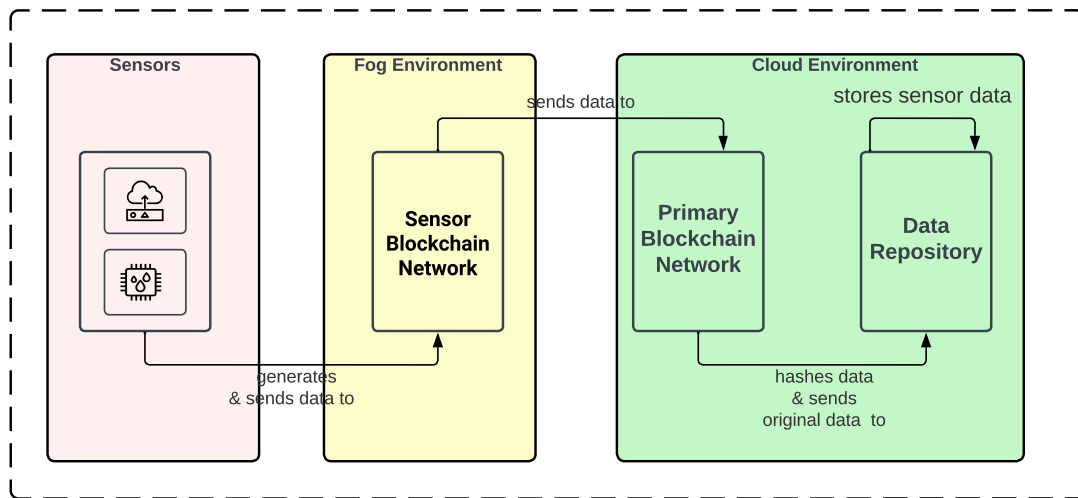 Sensors
Fog Environment
Cloud Environment
sends data to
stores sensor data
Sensor
Blockchain
Network
Primary
Blockchain
Network
Data
Repository
generates
& sends data to
hashes data
& sends
original data to